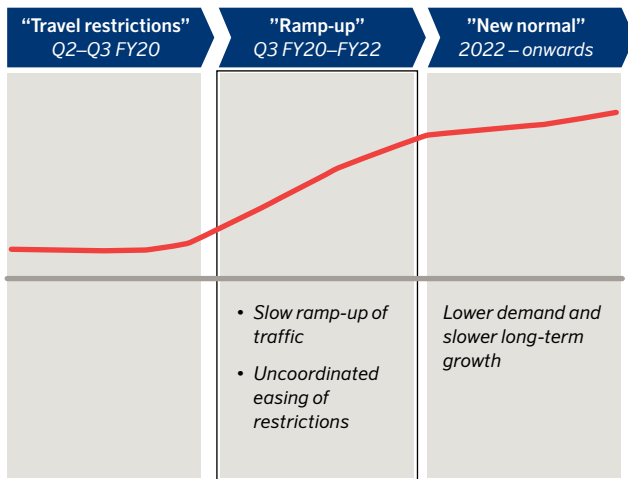 "Travel restrictions"
Q2–Q3 FY20
"Ramp-up"
Q3 FY20–FY22
"New normal"
2022 – onwards
• Slow ramp-up of
traffic
• Uncoordinated
easing of
restrictions
Lower demand and
slower long-term
growth